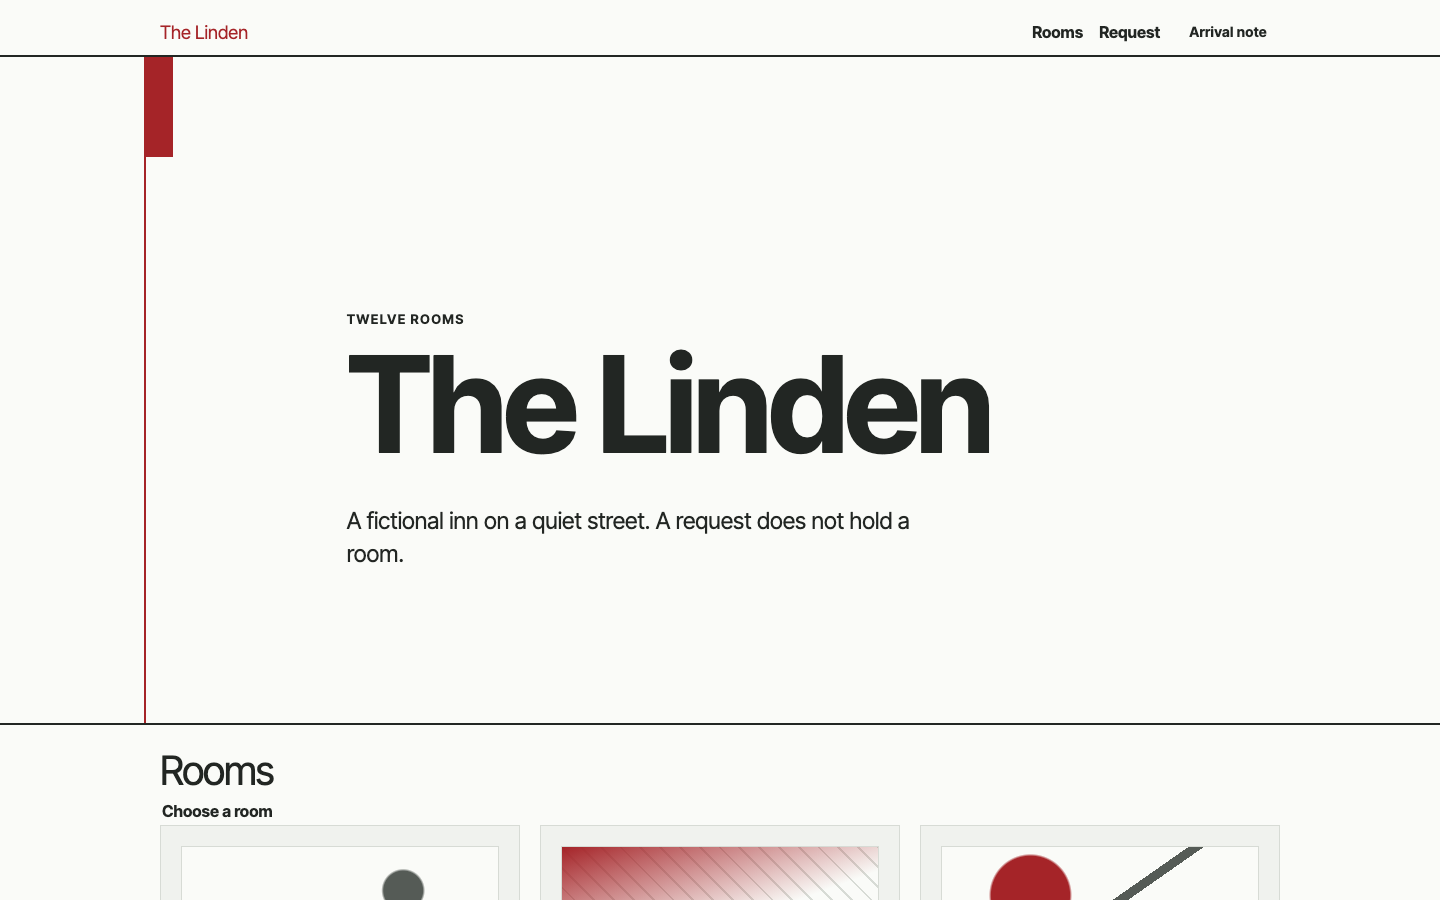 The Linden
Rooms Request Arrival note
TWELVE ROOMS
The Linden
A fictional inn on a quiet street. A request does not hold a
room.
Rooms
Choose a room